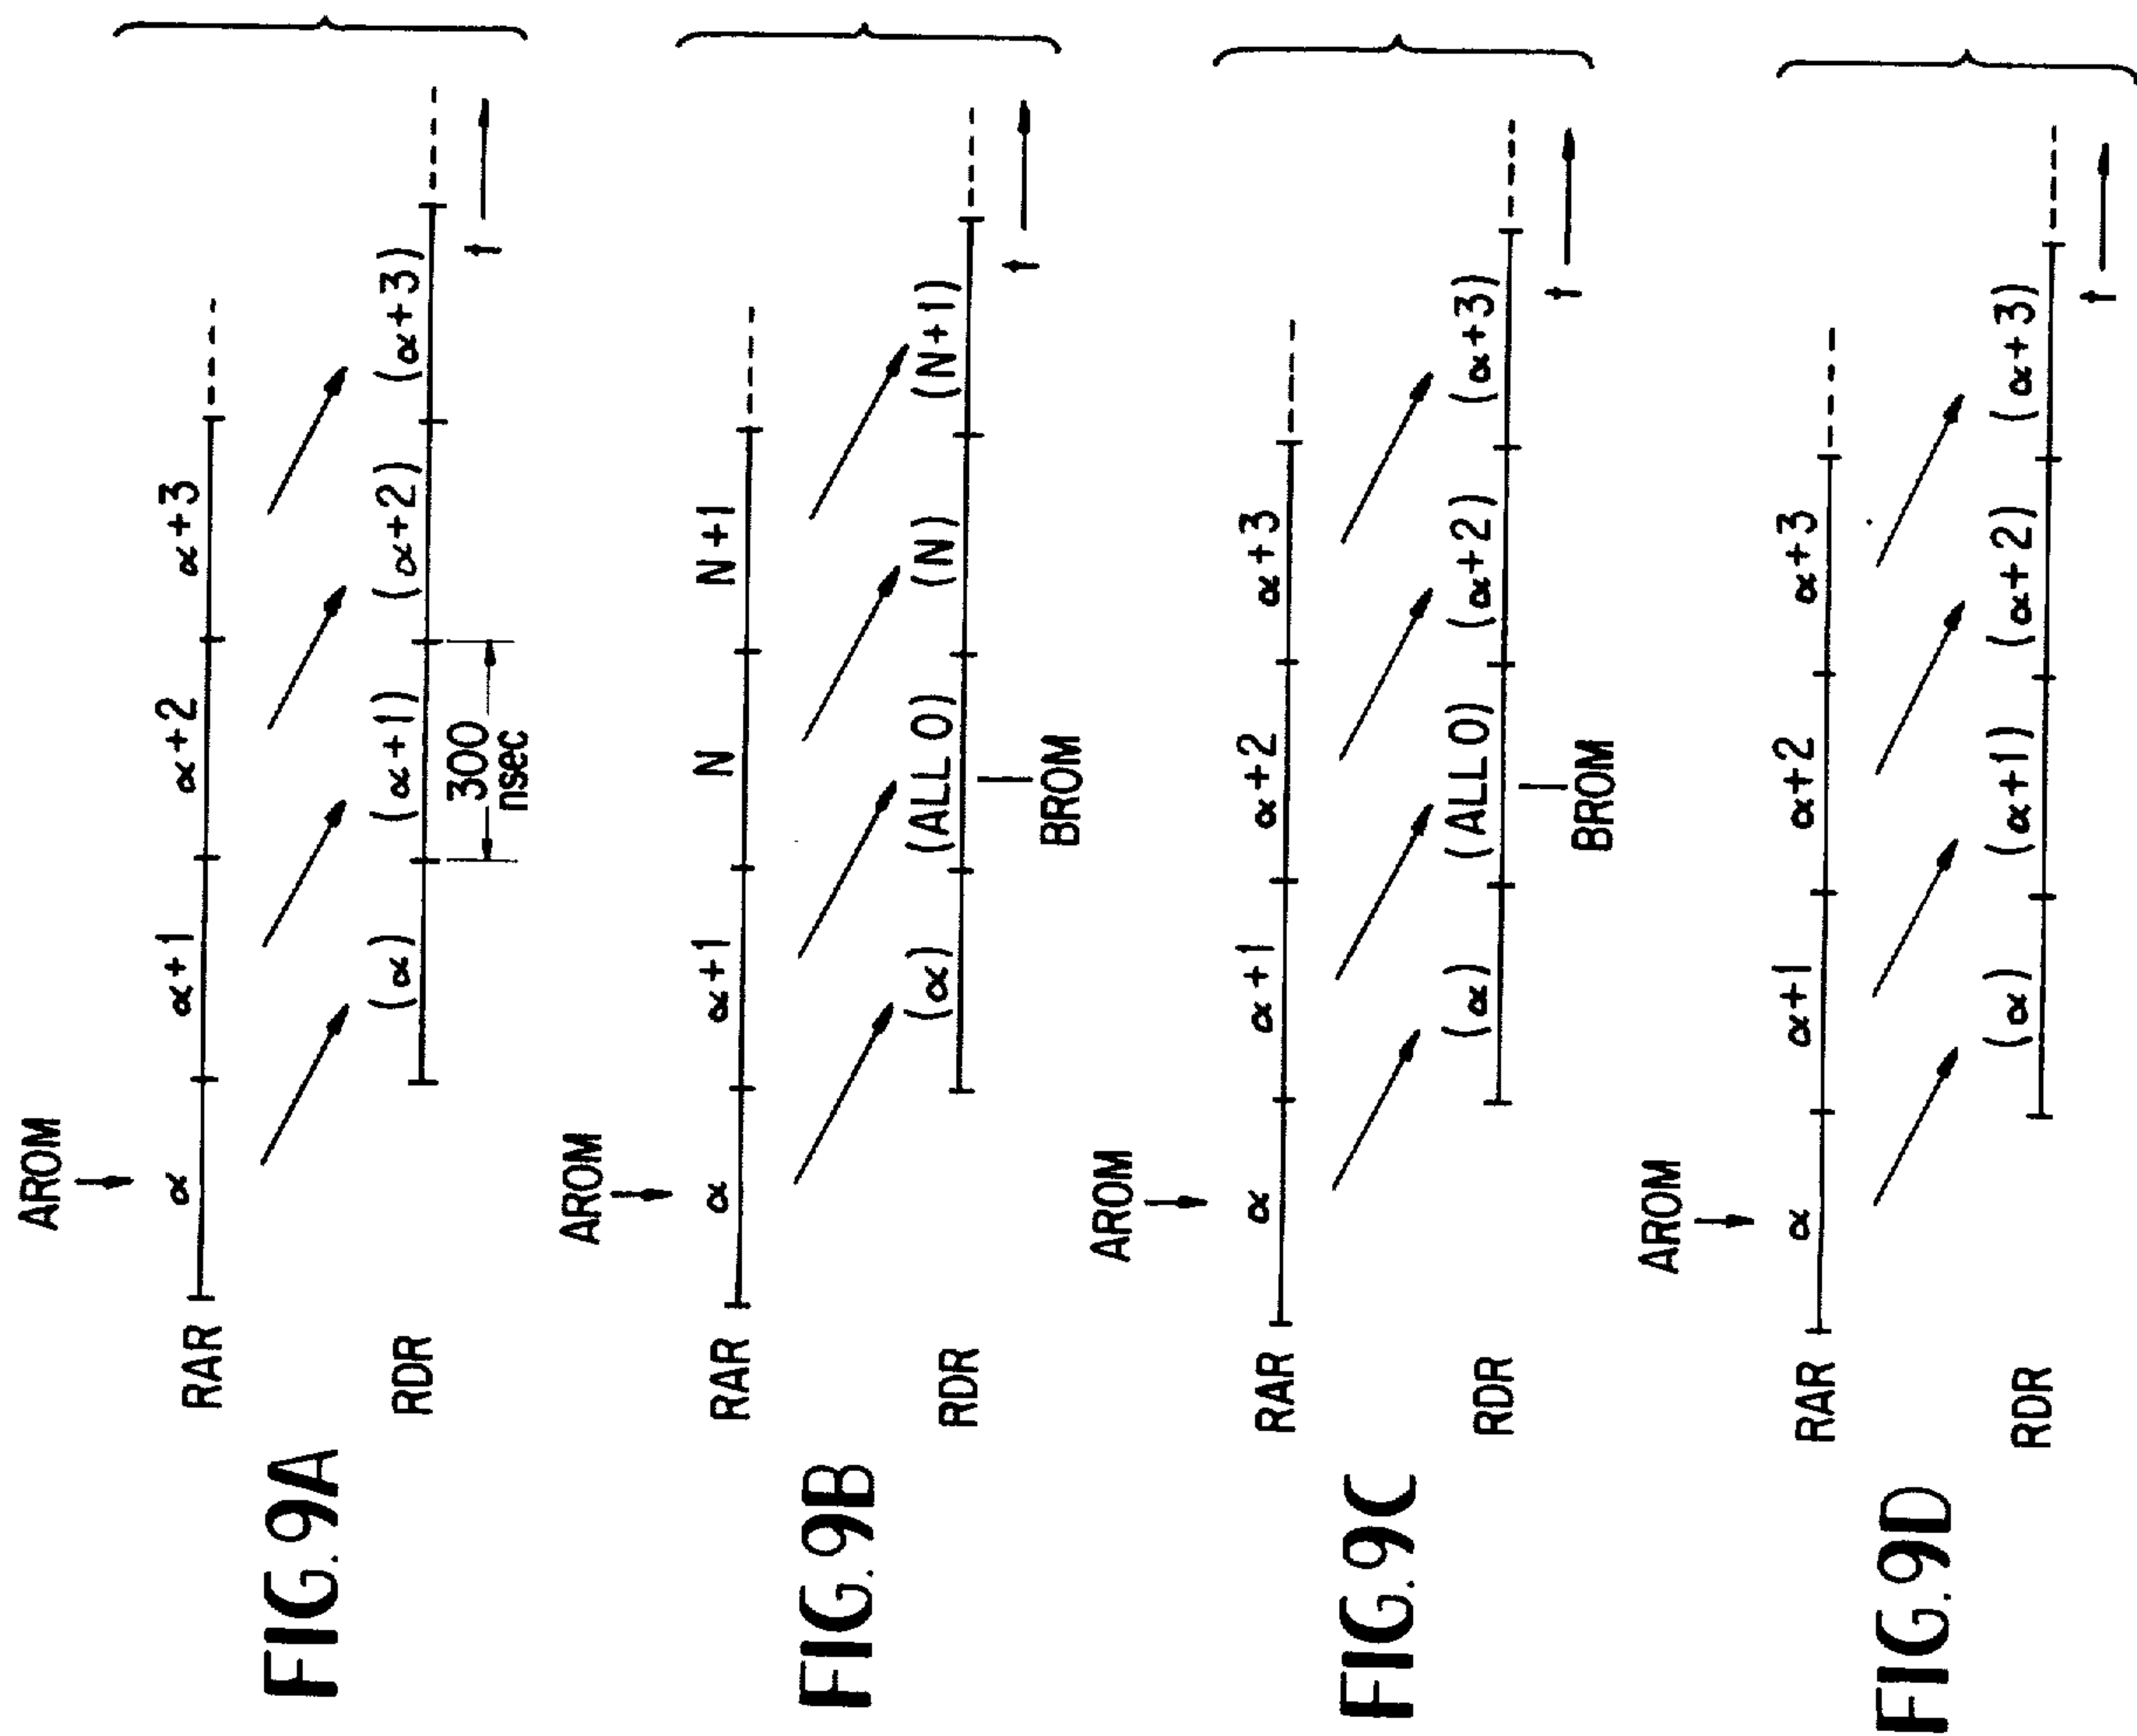 FIG.9A
AROM
RAR
α α+1 α+2 α+3
RDR
(α) (α+1) (α+2) (α+3)
300
nsec
t
FIG.9B
AROM
RAR
α α+1 N N+1
RDR
(α) (ALL 0) (N) (N+1)
BROM
t
FIG.9C
AROM
RAR
α α+1 α+2 α+3
RDR
(α) (ALL 0) (α+2) (α+3)
BROM
t
FIG.9D
AROM
RAR
α α+1 α+2 α+3
RDR
(α) (α+1) (α+2) (α+3)
t